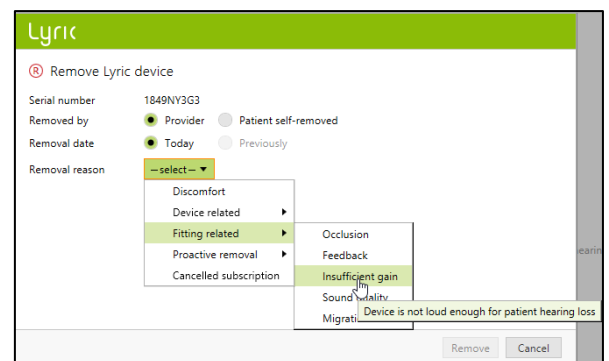 Lyric
® Remove Lyric device
Serial number 1849NY3G3
Removed by Provider Patient self-removed
Removal date Today Previously
Removal reason —select—
Discomfort
Device related
Fitting related
Proactive removal
Cancelled subscription
Occlusion
Feedback
Insufficient gain
Sound quality
Device is not loud enough for patient hearing loss
Remove Cancel